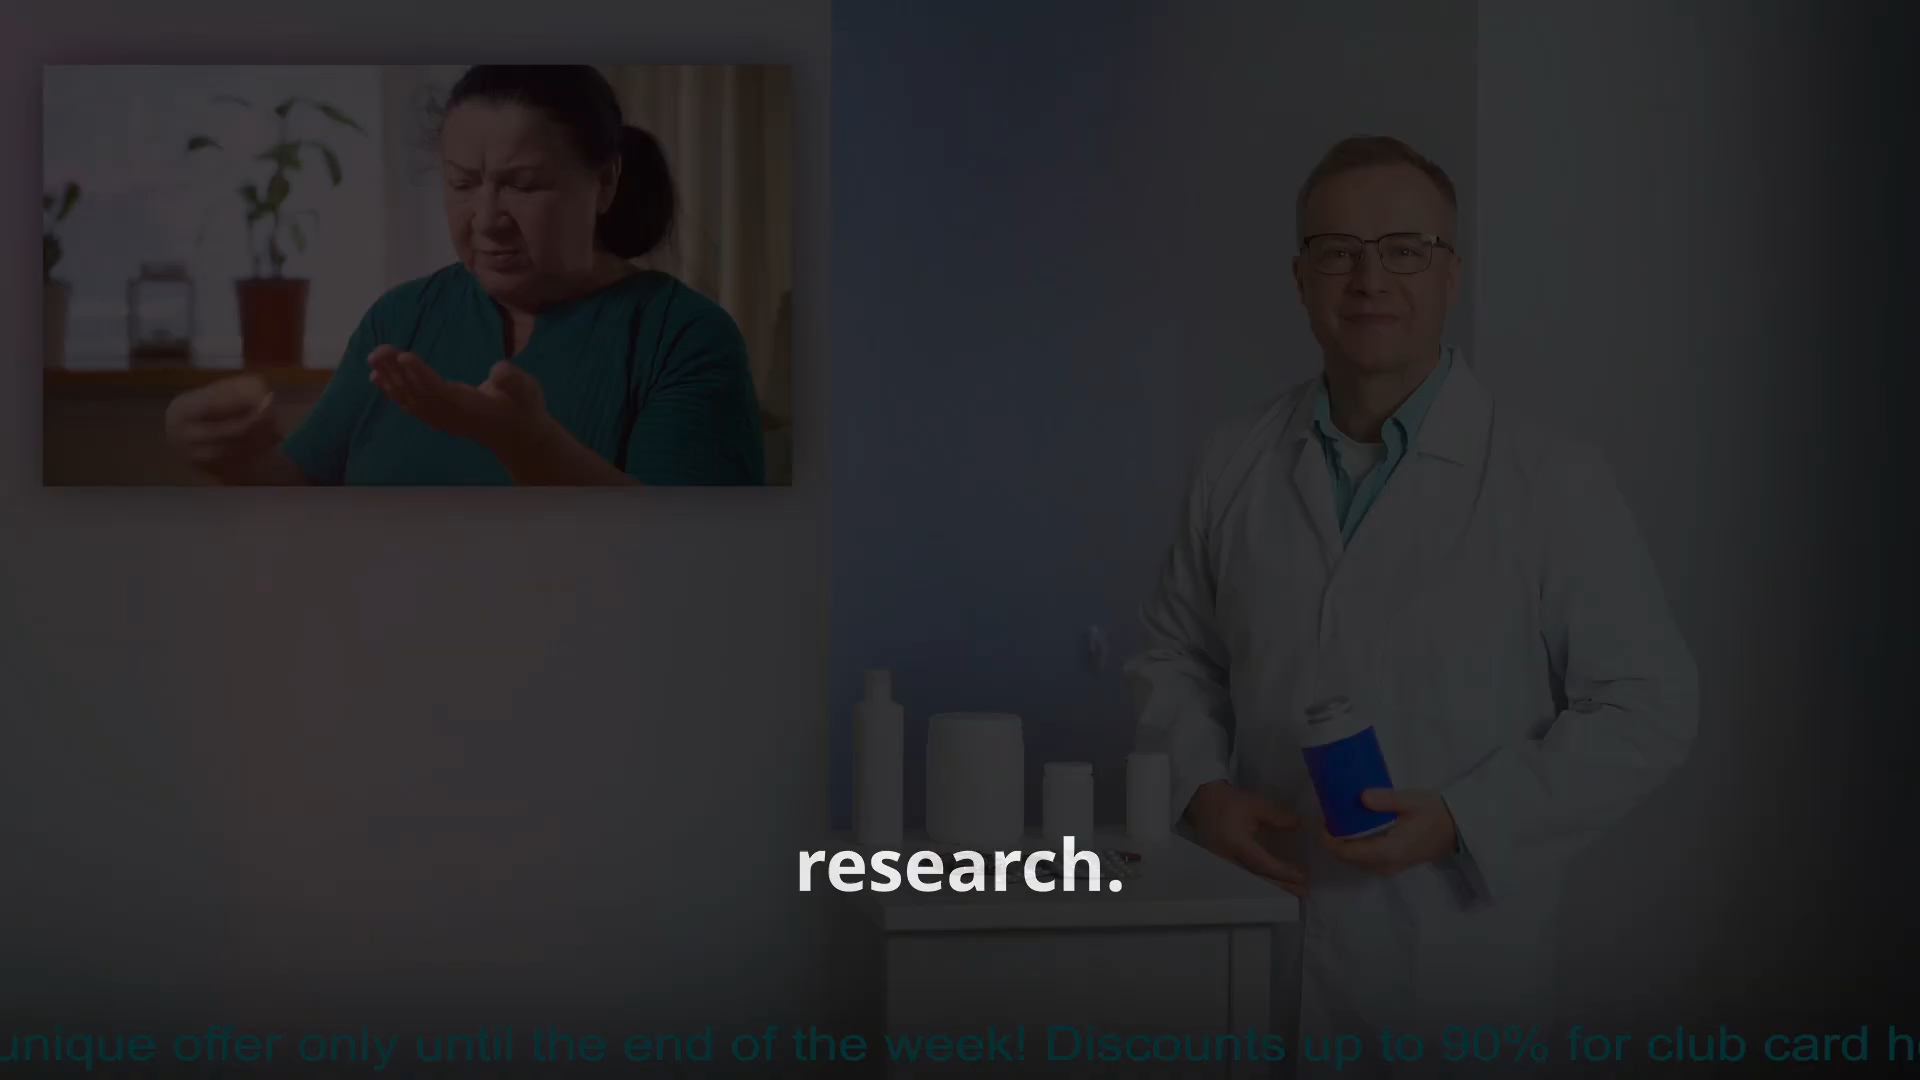 research.
unique offer only until the end of the week! Discounts up to 90% for club card